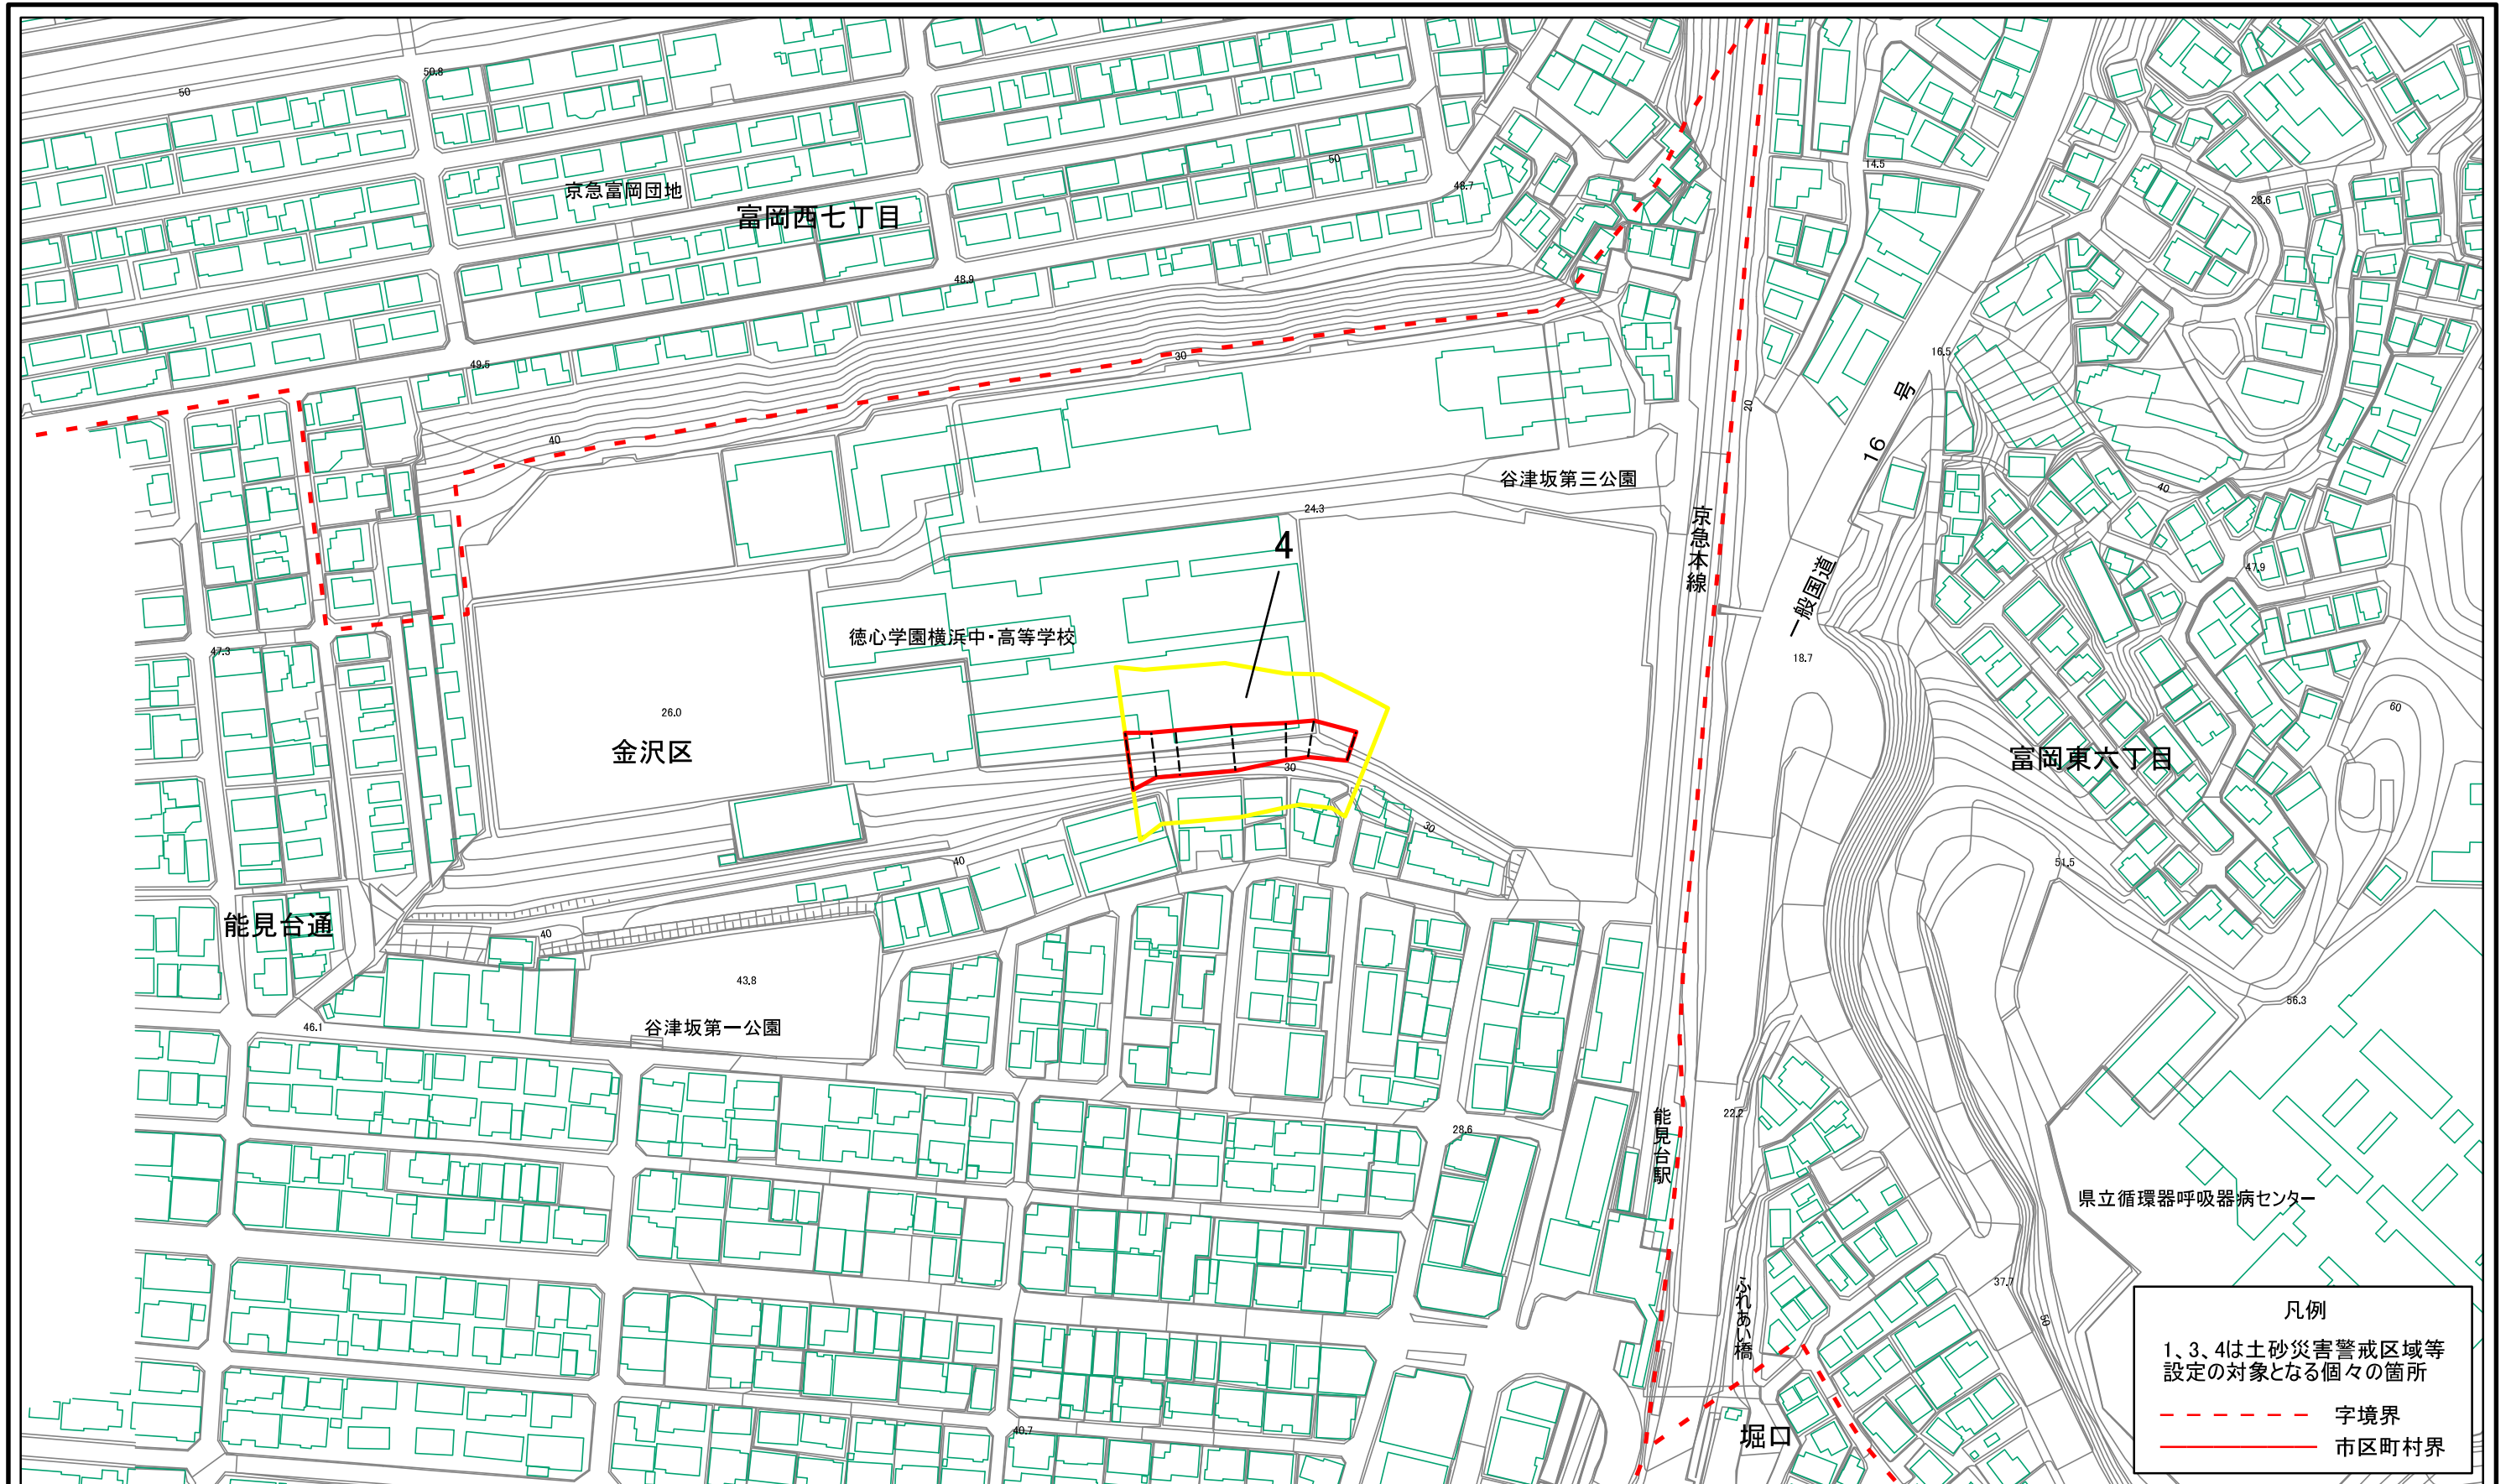 50.8
50
50
京急富岡団地
48.7
富岡西七丁目
14.5
28.6
48.9
16.5
30
49.5
号
20
16
40
谷津坂第三公園
40
24.3
京急本線
4
一般国道
47.9
徳心学園横浜中・高等学校
47.3
18.7
26.0
60
金沢区
富岡東六丁目
30
30
40
51.5
能見台通
40
43.8
56.3
46.1
谷津坂第一公園
22.2
28.6
能見台駅
県立循環器呼吸器病センター
37.7
ふれあい橋
凡例
1、3、4は土砂災害警戒区域等
設定の対象となる個々の箇所
字境界
市区町村界
40.7
堀口